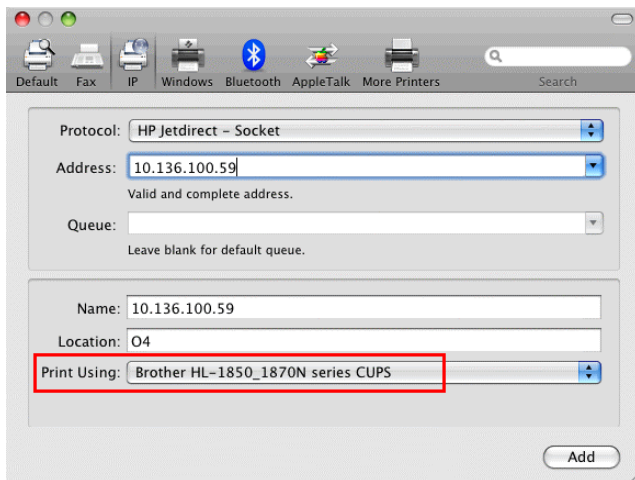 Default Fax IP Windows Bluetooth AppleTalk More Printers Search
Protocol: HP Jetdirect – Socket
Address: 10.136.100.59
Valid and complete address.
Queue:
Leave blank for default queue.
Name: 10.136.100.59
Location: O4
Print Using: Brother HL-1850_1870N series CUPS
Add